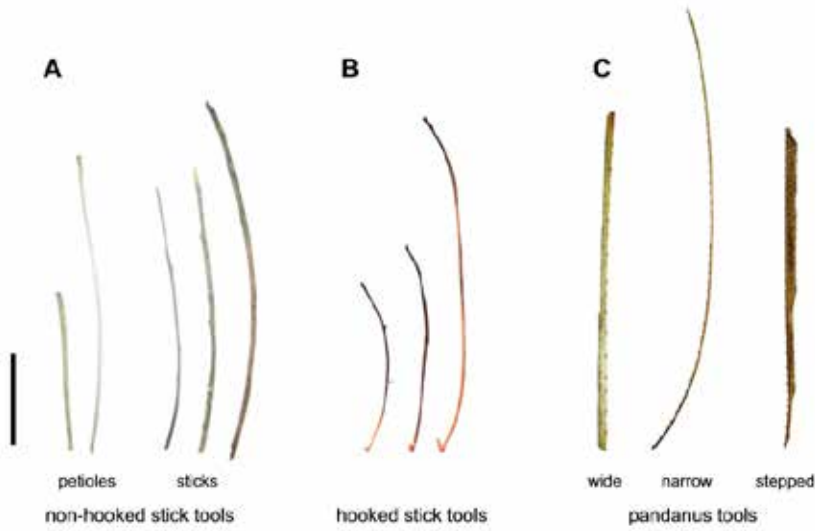 A B C
petioles sticks wide narrow stepped
non-hooked stick tools hooked stick tools pandanus tools